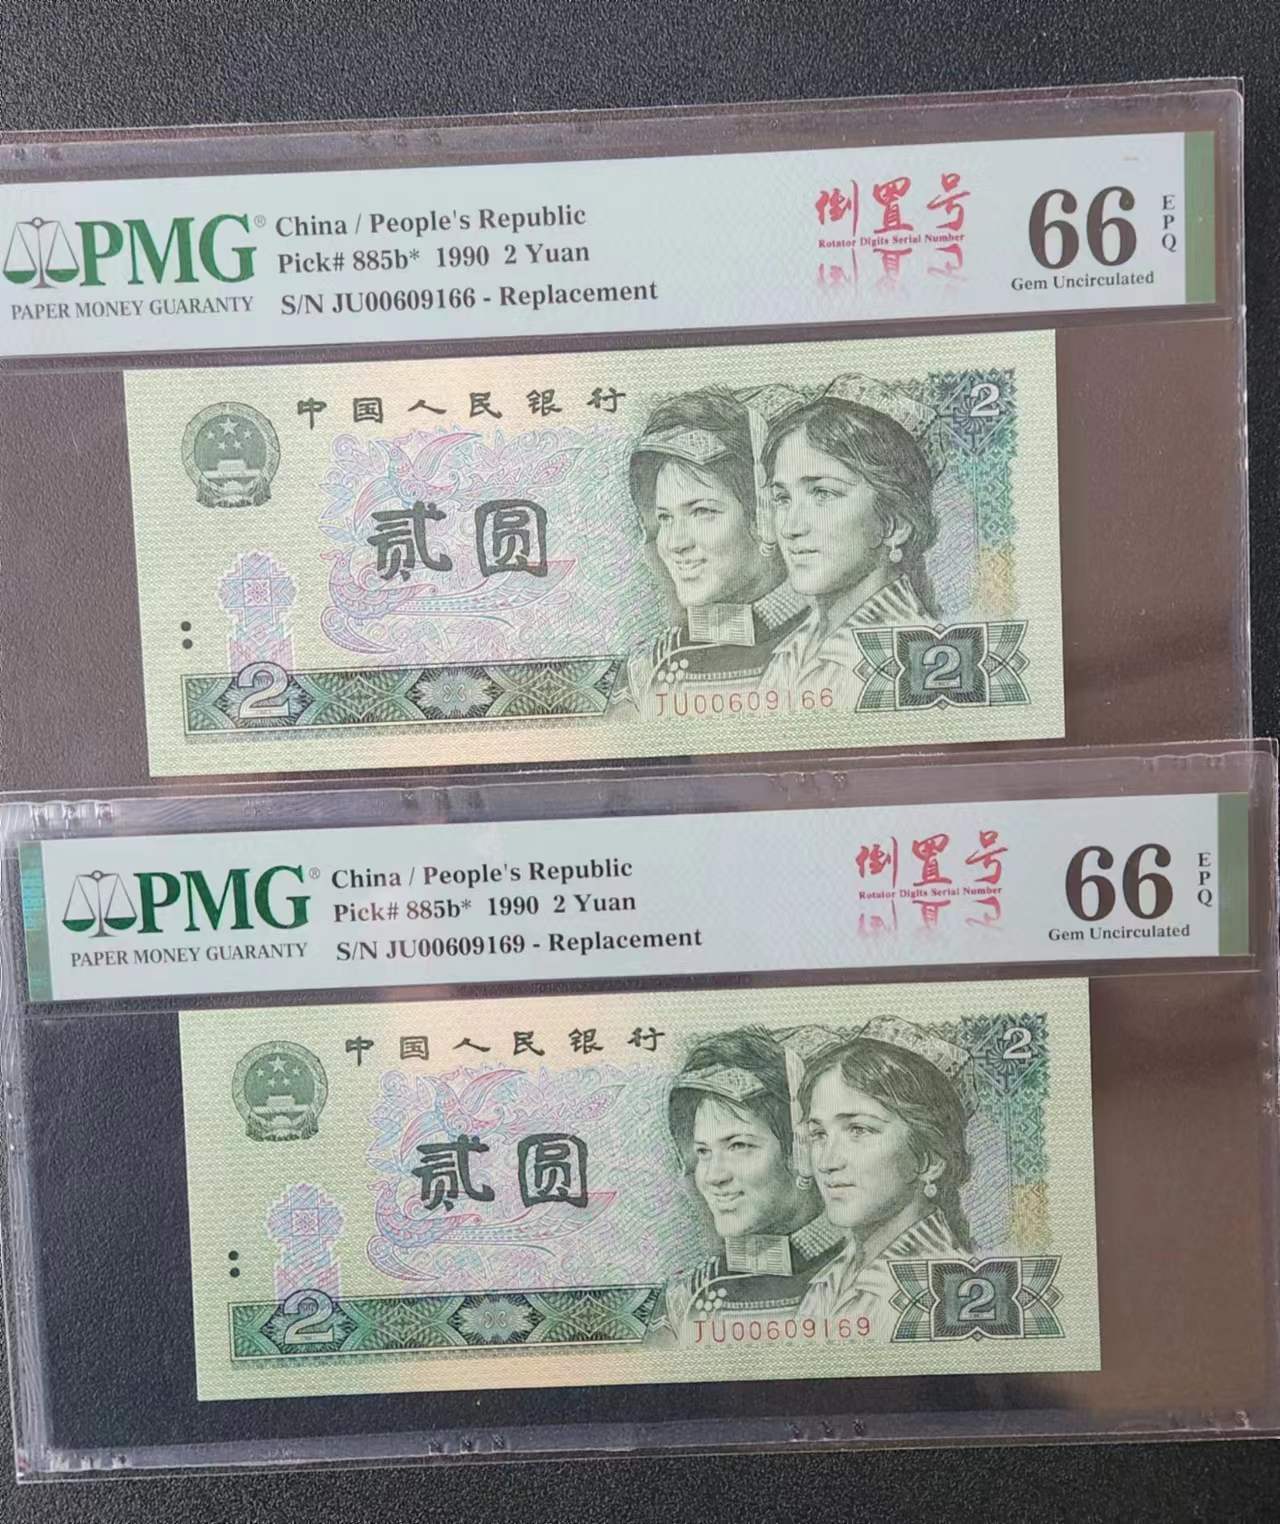 PMG®
PAPER MONEY GUARANTY
China / People's Republic
Pick# 885b* 1990 2 Yuan
S/N JU00609166 - Replacement
倒置号
Rotator Digits Serial Number
66
EPQ
Gem Uncirculated
中国人民银行
2
贰圆
2
JU00609166
2
PMG®
PAPER MONEY GUARANTY
China / People's Republic
Pick# 885b* 1990 2 Yuan
S/N JU00609169 - Replacement
倒置号
Rotator Digits Serial Number
66
EPQ
Gem Uncirculated
中国人民银行
2
贰圆
2
JU00609169
2